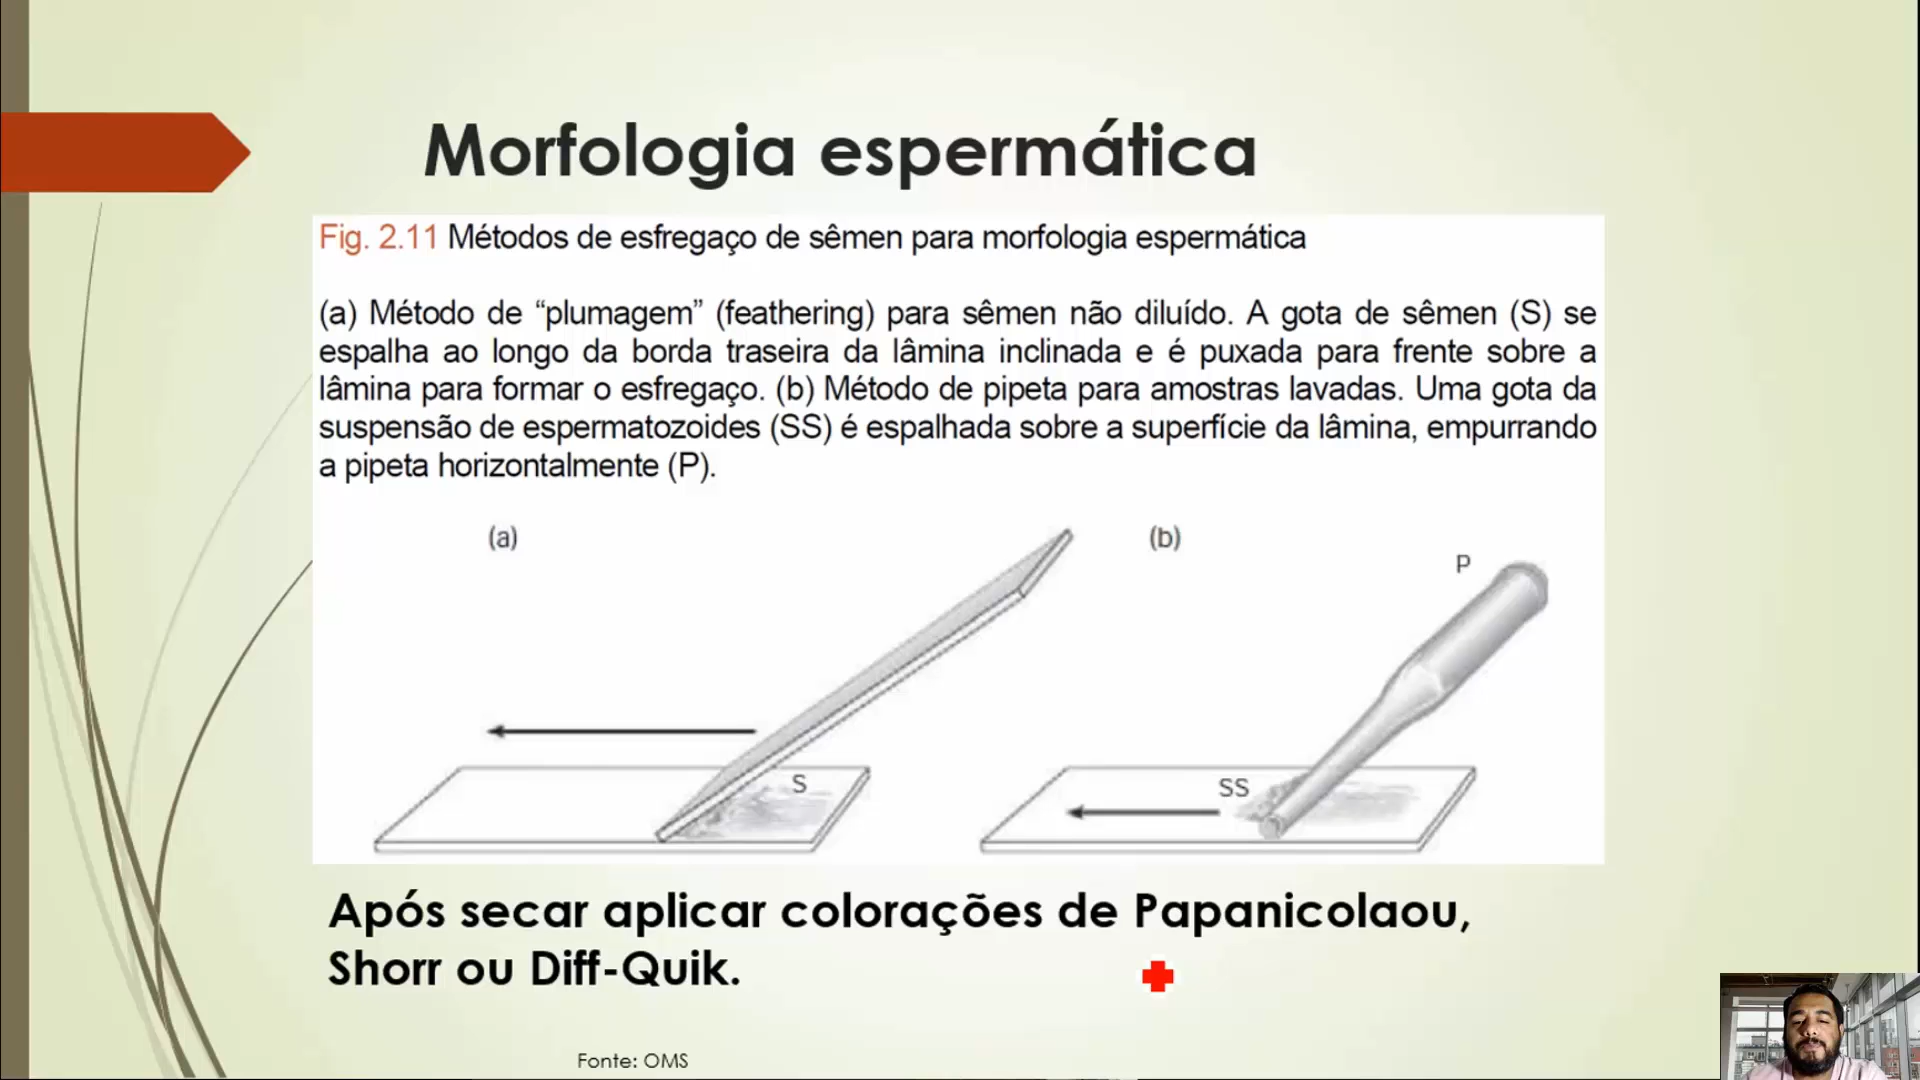 Morfologia espermática
Fig. 2.11 Métodos de esfregaço de sêmen para morfologia espermática
(a) Método de “plumagem” (feathering) para sêmen não diluído. A gota de sêmen (S) se
espalha ao longo da borda traseira da lâmina inclinada e é puxada para frente sobre a
lâmina para formar o esfregaço. (b) Método de pipeta para amostras lavadas. Uma gota da
suspensão de espermatozoides (SS) é espalhada sobre a superfície da lâmina, empurrando
a pipeta horizontalmente (P).
(a)
(b)
P
S
SS
Após secar aplicar colorações de Papanicolaou,
Shorr ou Diff-Quik.
Fonte: OMS